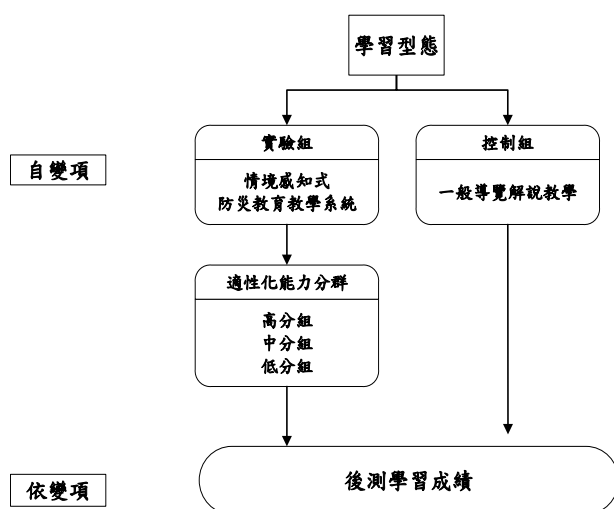 學習型態
實驗組
情境感知式
防災教育教學系統
控制組
一般導覽解說教學
自變項
適性化能力分群
高分組
中分組
低分組
後測學習成績
依變項